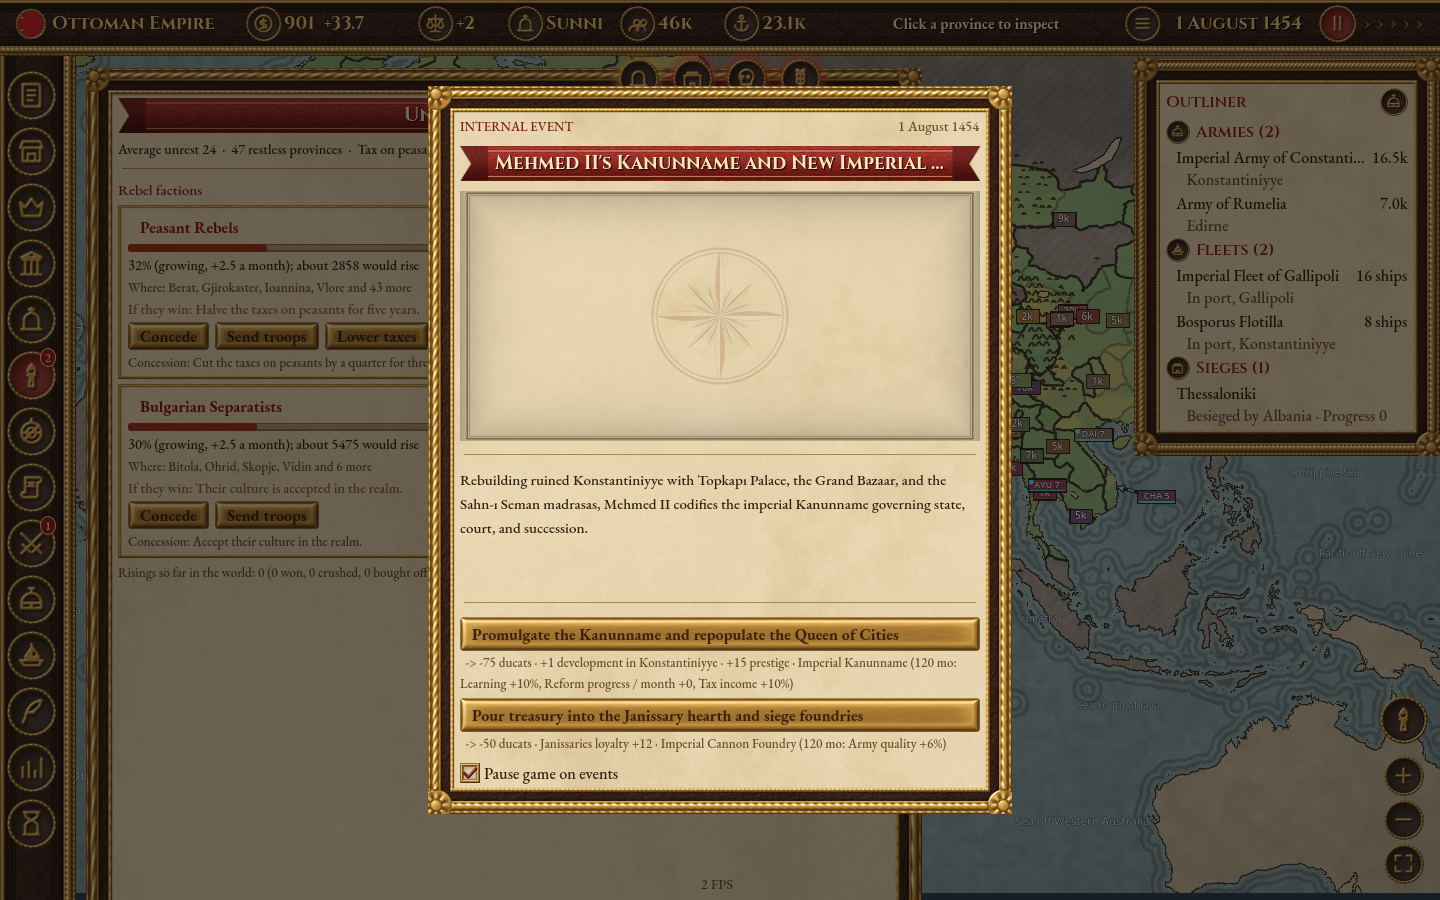 OTTOMAN EMPIRE
901 +33.7
+2
SUNNI
46K
23.1K
Click a province to inspect
1 AUGUST 1454
Average unrest 24 · 47 restless provinces · Tax on
Rebel factions
Peasant Rebels
32% (growing, +2.5 a month); about 2858 would rise
Where: Berat, Gjirokaster, Ioannina, Vlore and 43 more
If they win: Halve the taxes on peasants for five years.
Concede
Send troops
Lower taxes
Concession: Cut the taxes on peasants by a quarter for
Bulgarian Separatists
30% (growing, +2.5 a month); about 5475 would rise
Where: Bitola, Ohrid, Skopje, Vidin and 6 more
If they win: Their culture is accepted in the realm.
Concede
Send troops
Concession: Accept their culture in the realm.
Risings so far in the world: 0 (0 won, 0 crushed, 0 bought off
2
1
INTERNAL EVENT
1 August 1454
MEHMED II'S KANUNNAME AND NEW IMPERIAL ...
Rebuilding ruined Konstantiniyye with Topkapı Palace, the Grand Bazaar, and the
Sahn-ı Seman madrasas, Mehmed II codifies the imperial Kanunname governing state,
court, and succession.
Promulgate the Kanunname and repopulate the Queen of Cities
-> -75 ducats · +1 development in Konstantiniyye · +15 prestige · Imperial Kanunname (120 mo:
Learning +10%, Reform progress / month +0, Tax income +10%)
Pour treasury into the Janissary hearth and siege foundries
-> -50 ducats · Janissaries loyalty +12 · Imperial Cannon Foundry (120 mo: Army quality +6%)
Pause game on events
OUTLINER
ARMIES (2)
Imperial Army of Constanti... 16.5k
Konstantiniyye
Army of Rumelia 7.0k
Edirne
FLEETS (2)
Imperial Fleet of Gallipoli 16 ships
In port, Gallipoli
Bosporus Flotilla 8 ships
In port, Konstantiniyye
SIEGES (1)
Thessaloniki
Besieged by Albania · Progress 0
9k
2k
1k
6k
5k
1k
2k
DAI 7
5k
7k
AYU 7
CHA 5
5k
Philippine Sea
Pacific off New Guinea
Sumatra
Sea South of Java
Sea off Western Australia
2 FPS